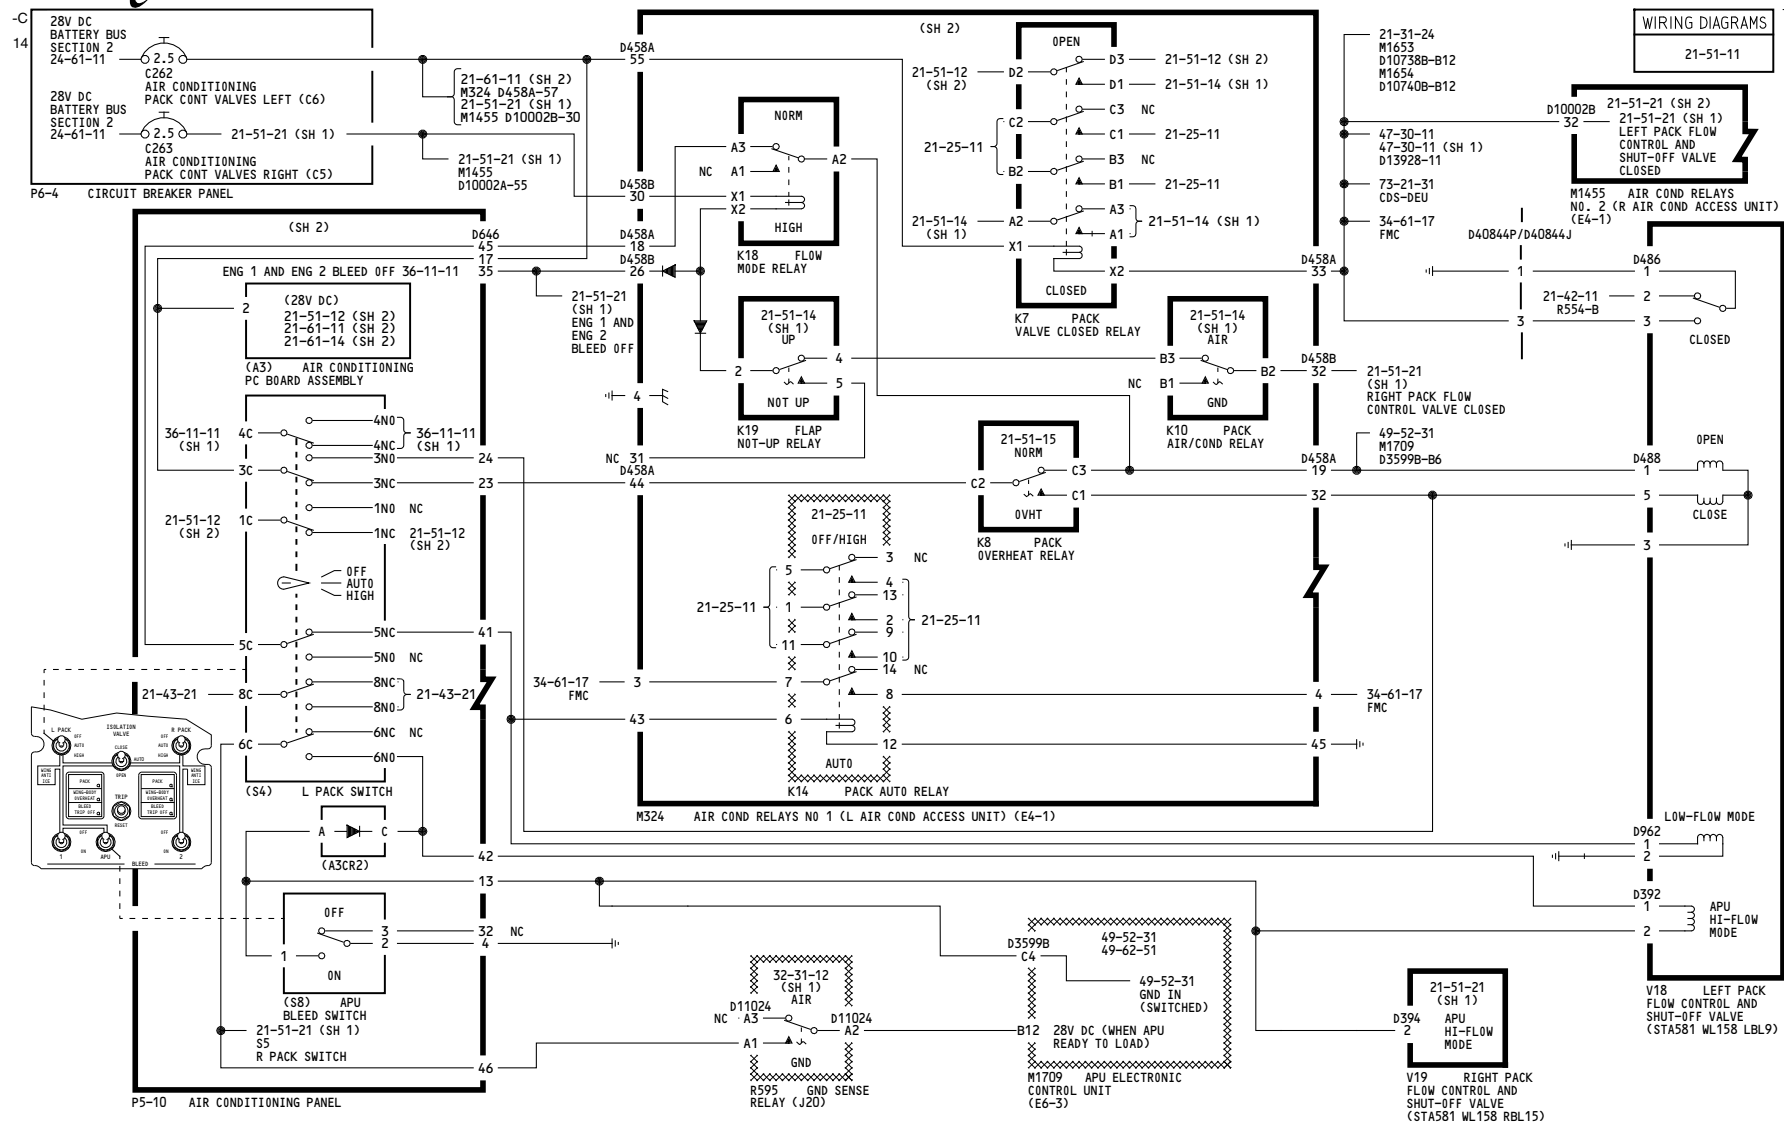 -C
14
28V DC
BATTERY BUS
SECTION 2
24-61-11
2.5
C262
AIR CONDITIONING
PACK CONT VALVES LEFT (C6)
28V DC
BATTERY BUS
SECTION 2
24-61-11
2.5
21-51-21 (SH 1)
C263
AIR CONDITIONING
PACK CONT VALVES RIGHT (C5)
P6-4 CIRCUIT BREAKER PANEL
21-61-11 (SH 2)
M324 D458A-57
21-51-21 (SH 1)
M1455 D10002B-30
21-51-21 (SH 1)
M1455
D10002A-55
WIRING DIAGRAMS
21-51-11
(SH 2)
D458A
55
D458B
30
D458A
18
D458B
26
NORM
A3
A2
NC A1
X1
X2
HIGH
K18 FLOW
MODE RELAY
OPEN
21-51-12
(SH 2)
D2
D3 21-51-12 (SH 2)
D1 21-51-14 (SH 1)
C3 NC
C2
C1 21-25-11
21-25-11
B3 NC
B2
B1 21-25-11
21-51-14
(SH 1)
A2
A3
A1
21-51-14 (SH 1)
X1
X2
CLOSED
K7 PACK
VALVE CLOSED RELAY
D458A
33
21-31-24
M1653
D10738B-B12
M1654
D10740B-B12
47-30-11
47-30-11 (SH 1)
D13928-11
73-21-31
CDS-DEU
34-61-17
FMC
D10002B
32
21-51-21 (SH 2)
21-51-21 (SH 1)
LEFT PACK FLOW
CONTROL AND
SHUT-OFF VALVE
CLOSED
M1455 AIR COND RELAYS
NO. 2 (R AIR COND ACCESS UNIT)
(E4-1)
D40844P/D40844J
1
3
D486
1
21-42-11
R554-B
2
3
CLOSED
(SH 2)
D646
45
17
35
ENG 1 AND ENG 2 BLEED OFF 36-11-11
2
(28V DC)
21-51-12 (SH 2)
21-61-11 (SH 2)
21-61-14 (SH 2)
(A3) AIR CONDITIONING
PC BOARD ASSEMBLY
21-51-21
(SH 1)
ENG 1 AND
ENG 2
BLEED OFF
21-51-14
(SH 1)
UP
2
4
5
NOT UP
K19 FLAP
NOT-UP RELAY
4
NC 31
D458A
44
21-51-14
(SH 1)
AIR
B3
B2
NC B1
GND
K10 PACK
AIR/COND RELAY
D458B
32
21-51-21
(SH 1)
RIGHT PACK FLOW
CONTROL VALVE CLOSED
49-52-31
M1709
D3599B-B6
21-51-15
NORM
C2
C3
C1
OVHT
K8 PACK
OVERHEAT RELAY
D458A
19
32
D488
1
5
3
OPEN
CLOSE
36-11-11
(SH 1)
4C
4NO
4NC
36-11-11
(SH 1)
3NO
24
3C
3NC
23
1NO NC
21-51-12
(SH 2)
1C
1NC 21-51-12
(SH 2)
OFF
AUTO
HIGH
5C
5NC
41
5NO NC
21-43-21
8C
8NC
8NO
21-43-21
6C
6NC NC
6NO
(S4) L PACK SWITCH
21-25-11
OFF/HIGH
5
3 NC
4
13
21-25-11
1
2
9
21-25-11
11
10
14 NC
34-61-17
FMC
3
7
8
4
34-61-17
FMC
43
6
12
45
AUTO
K14 PACK AUTO RELAY
M324 AIR COND RELAYS NO 1 (L AIR COND ACCESS UNIT) (E4-1)
L PACK
ISOLATION
VALVE
R PACK
OFF
AUTO
HIGH
CLOSE
AUTO
OPEN
OFF
AUTO
HIGH
WING
ANTI
ICE
PACK
WING-BODY
OVERHEAT
BLEED
TRIP OFF
TRIP
RESET
PACK
WING-BODY
OVERHEAT
BLEED
TRIP OFF
WING
ANTI
ICE
OFF
ON
OFF
ON
1
APU
2
BLEED
A
C
(A3CR2)
42
13
OFF
3
2
32 NC
4
1
ON
(S8) APU
BLEED SWITCH
21-51-21 (SH 1)
S5
R PACK SWITCH
46
P5-10 AIR CONDITIONING PANEL
32-31-12
(SH 1)
AIR
D11024
NC A3
D11024
A2
A1
GND
R595 GND SENSE
RELAY (J20)
D3599B
C4
49-52-31
49-62-51
49-52-31
GND IN
(SWITCHED)
B12
28V DC (WHEN APU
READY TO LOAD)
M1709 APU ELECTRONIC
CONTROL UNIT
(E6-3)
D394
2
21-51-21
(SH 1)
APU
HI-FLOW
MODE
V19 RIGHT PACK
FLOW CONTROL AND
SHUT-OFF VALVE
(STA581 WL158 RBL15)
LOW-FLOW MODE
D962
1
2
D392
1
2
APU
HI-FLOW
MODE
V18 LEFT PACK
FLOW CONTROL AND
SHUT-OFF VALVE
(STA581 WL158 LBL9)